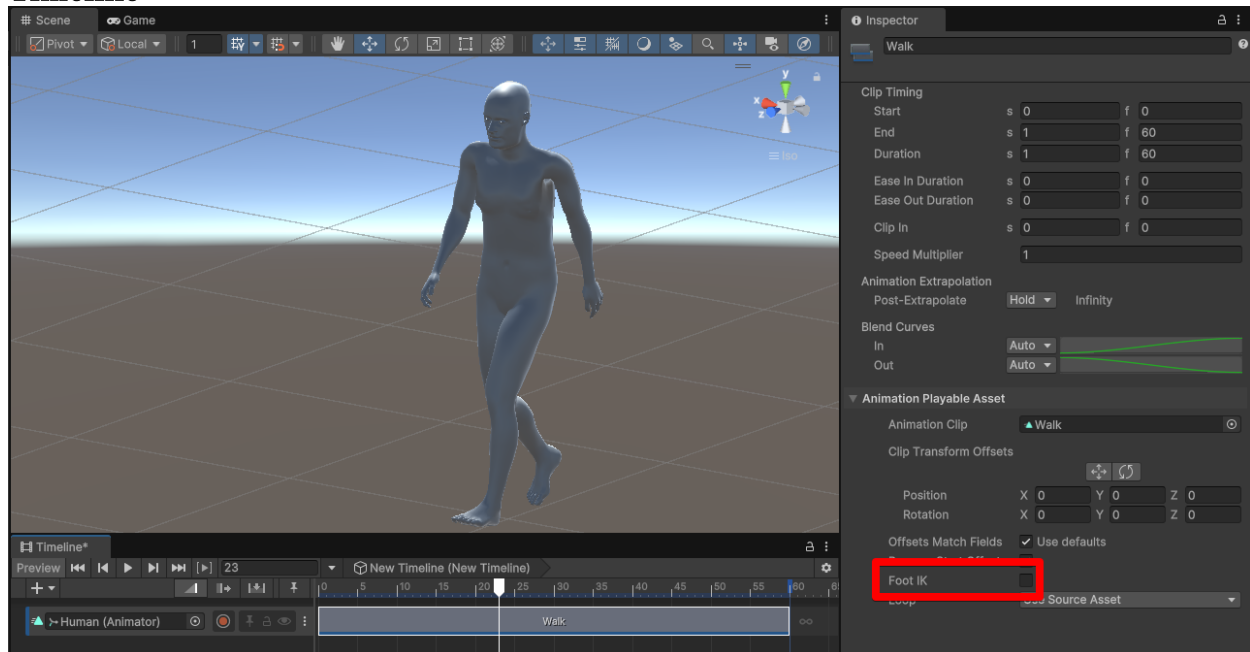 # Scene Game
Pivot Local 1
y
x
z
Iso
Inspector
Walk
Clip Timing
Start s 0 f 0
End s 1 f 60
Duration s 1 f 60
Ease In Duration s 0 f 0
Ease Out Duration s 0 f 0
Clip In s 0 f 0
Speed Multiplier 1
Animation Extrapolation
Post-Extrapolate Hold Infinity
Blend Curves
In Auto
Out Auto
Animation Playable Asset
Animation Clip Walk
Clip Transform Offsets
Position X 0 Y 0 Z 0
Rotation X 0 Y 0 Z 0
Offsets Match Fields Use defaults
Foot IK
Loop Use Source Asset
Timeline*
Preview 23 New Timeline (New Timeline)
0 5 10 15 20 25 30 35 40 45 50 55 60
Human (Animator) Walk